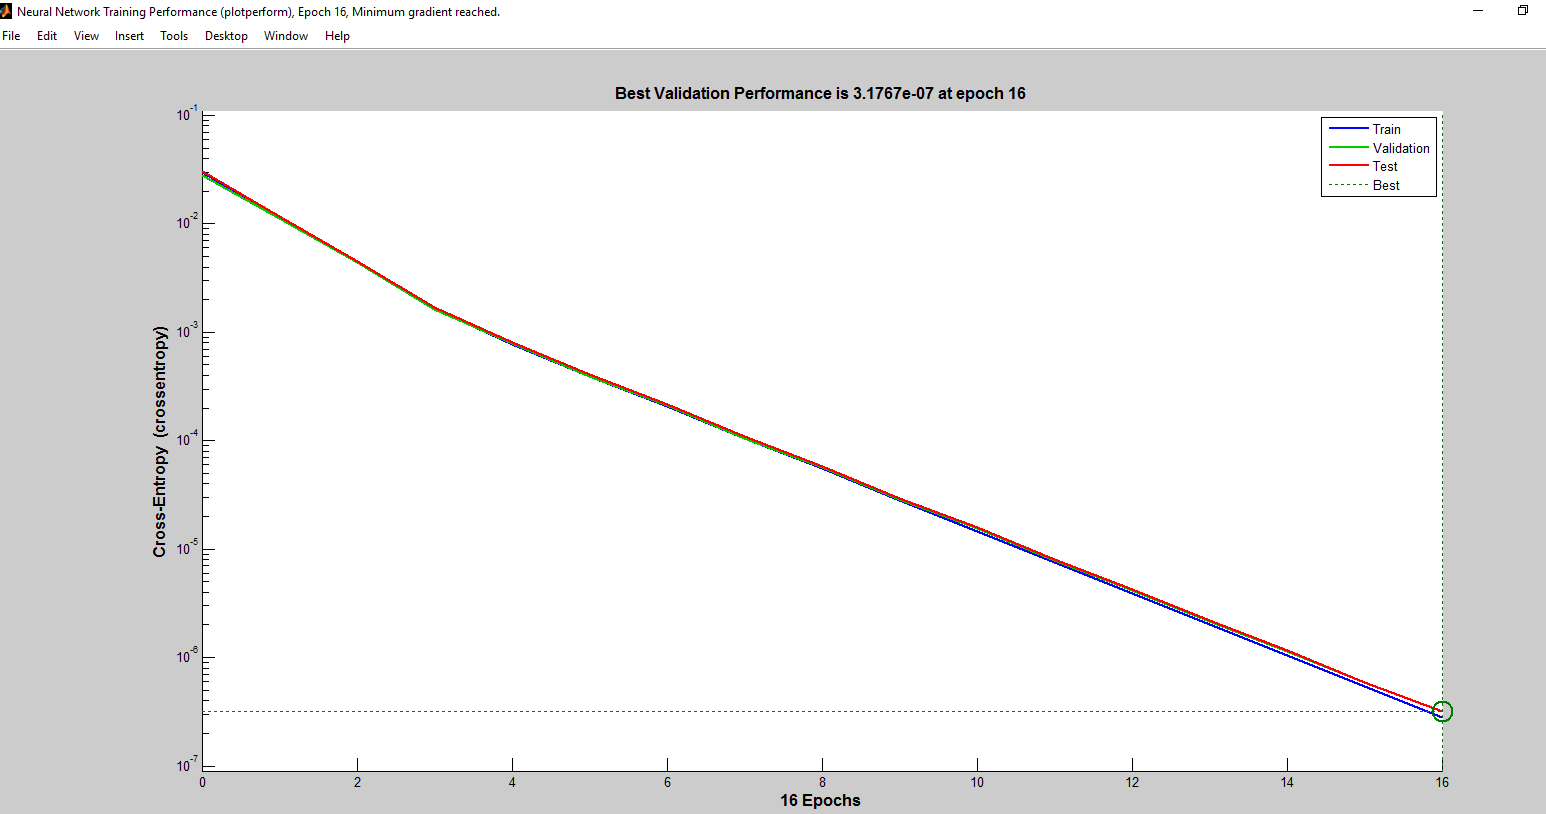 Neural Network Training Performance (plotperform), Epoch 16, Minimum gradient reached.
File Edit View Insert Tools Desktop Window Help
Best Validation Performance is 3.1767e-07 at epoch 16
Train
Validation
Test
Best
Cross-Entropy (crossentropy)
10^-1
10^-2
10^-3
10^-4
10^-5
10^-6
10^-7
0 2 4 6 8 10 12 14 16
16 Epochs